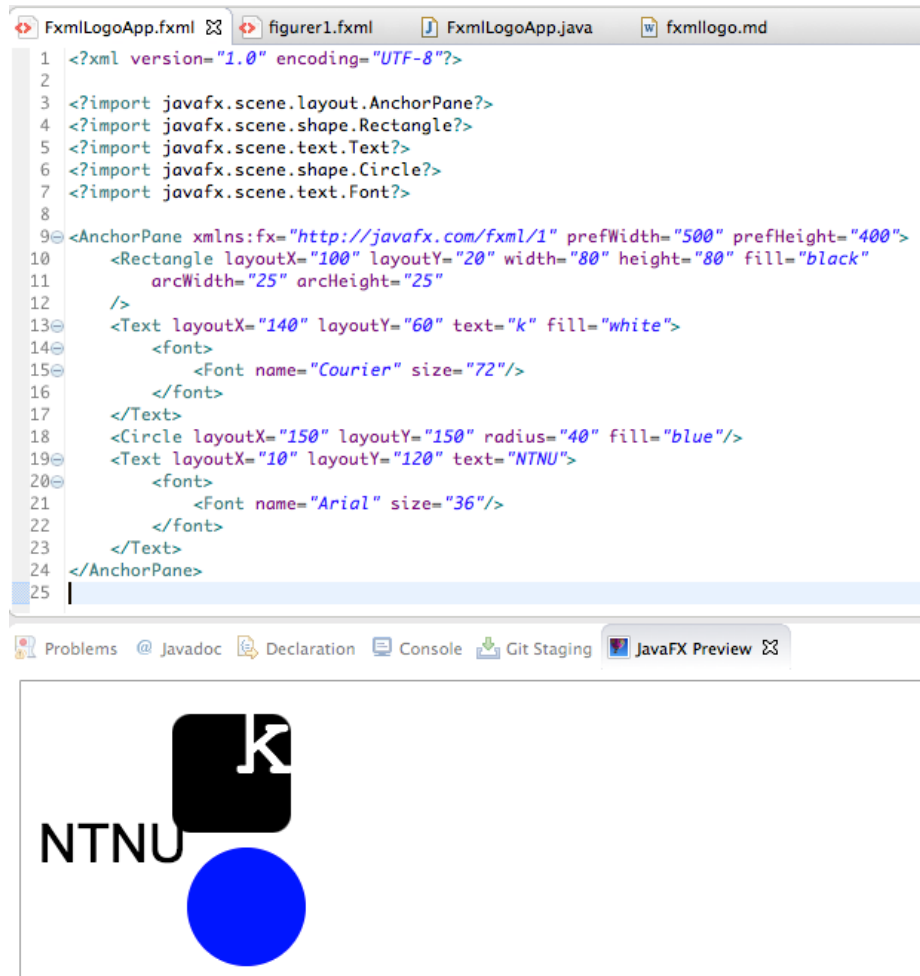 FxmlLogoApp.fxml figurer1.fxml FxmlLogoApp.java fxmllogo.md
1 <?xml version="1.0" encoding="UTF-8"?>
2
3 <?import javafx.scene.layout.AnchorPane?>
4 <?import javafx.scene.shape.Rectangle?>
5 <?import javafx.scene.text.Text?>
6 <?import javafx.scene.shape.Circle?>
7 <?import javafx.scene.text.Font?>
8
9 <AnchorPane xmlns:fx="http://javafx.com/fxml/1" prefWidth="500" prefHeight="400">
10     <Rectangle layoutX="100" layoutY="20" width="80" height="80" fill="black"
11         arcWidth="25" arcHeight="25"
12     />
13     <Text layoutX="140" layoutY="60" text="k" fill="white">
14         <font>
15             <Font name="Courier" size="72"/>
16         </font>
17     </Text>
18     <Circle layoutX="150" layoutY="150" radius="40" fill="blue"/>
19     <Text layoutX="10" layoutY="120" text="NTNU">
20         <font>
21             <Font name="Arial" size="36"/>
22         </font>
23     </Text>
24 </AnchorPane>
25
Problems @ Javadoc Declaration Console Git Staging JavaFX Preview
k
NTNU